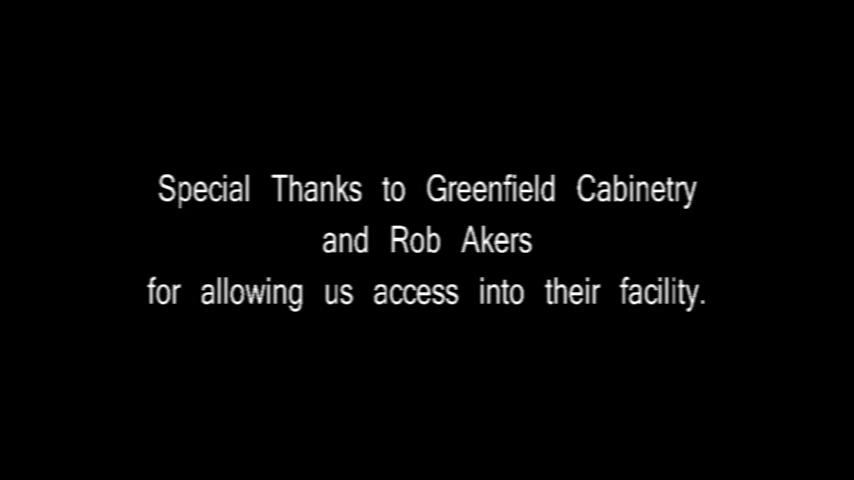 Special Thanks to Greenfield Cabinetry
and Rob Akers
for allowing us access into their facility.